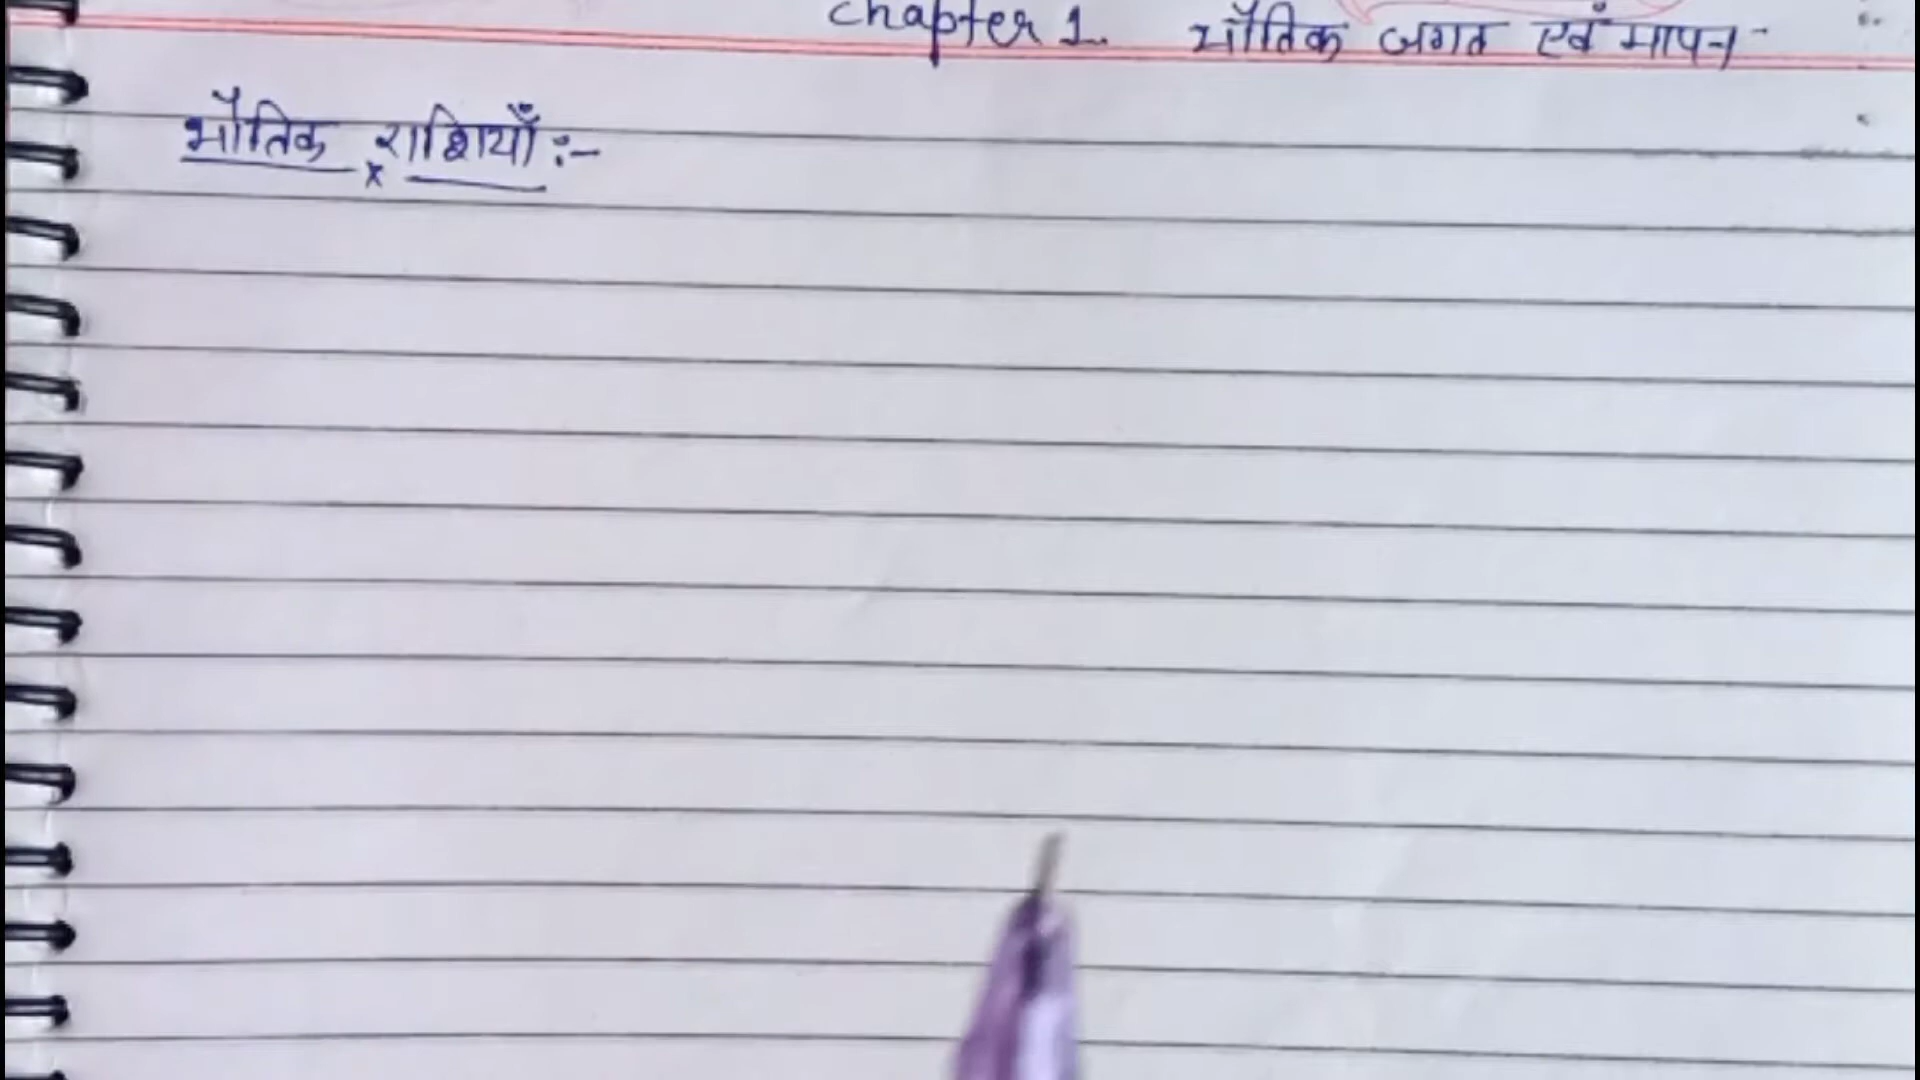 Chapter 1. भौतिक जगत एवं मापन -
भौतिक राशियाँ :-